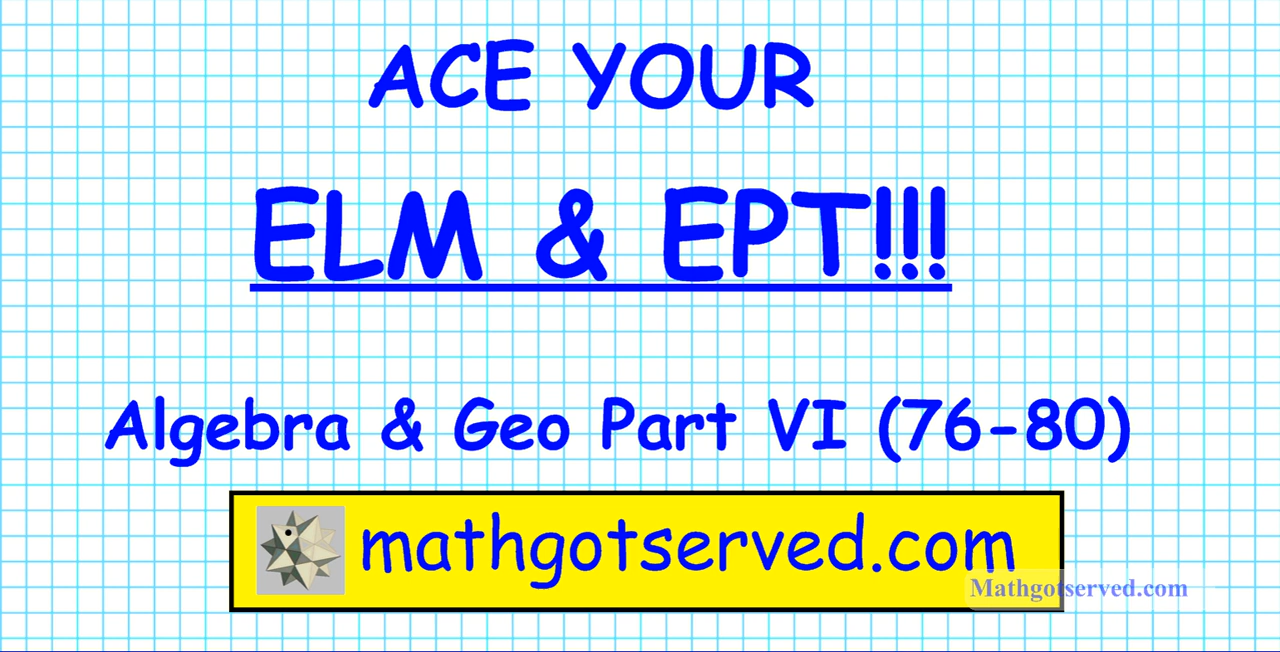 ACE YOUR
ELM & EPT!!!
Algebra & Geo Part VI (76-80)
mathgotserved.com
Mathgotserved.com